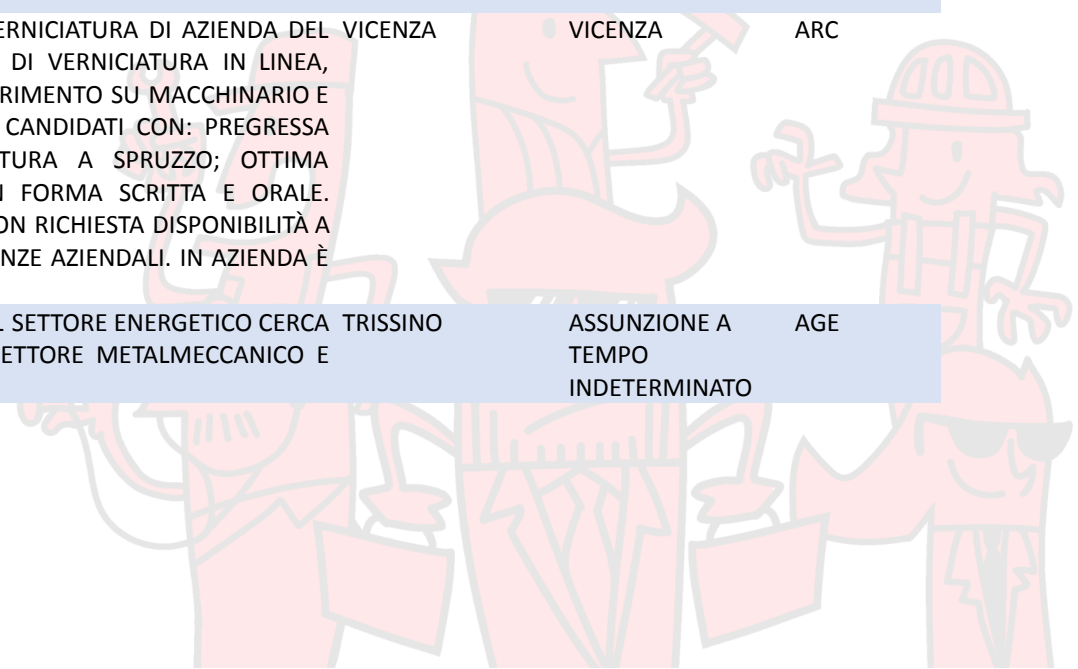 ERNICIATURA DI AZIENDA DEL VICENZA VICENZA ARC
DI VERNICIATURA IN LINEA,
RIMENTO SU MACCHINARIO E
CANDIDATI CON: PREGRESSA
TURA A SPRUZZO; OTTIMA
FORMA SCRITTA E ORALE.
ON RICHIESTA DISPONIBILITÀ A
NZE AZIENDALI. IN AZIENDA È
SETTORE ENERGETICO CERCA TRISSINO ASSUNZIONE A AGE
ETTORE METALMECCANICO E TEMPO
INDETERMINATO